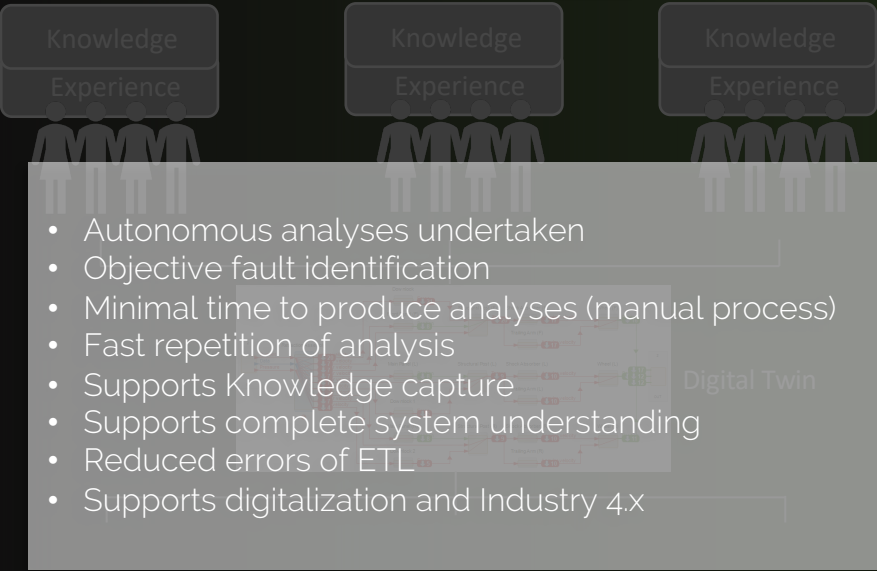 Knowledge Knowledge Knowledge
Experience Experience Experience
• Autonomous analyses undertaken
• Objective fault identification
• Minimal time to produce analyses (manual process)
• Fast repetition of analysis
• Supports Knowledge capture
Digital Twin
• Supports complete system understanding
• Reduced errors of ETL
• Supports digitalization and Industry 4.x